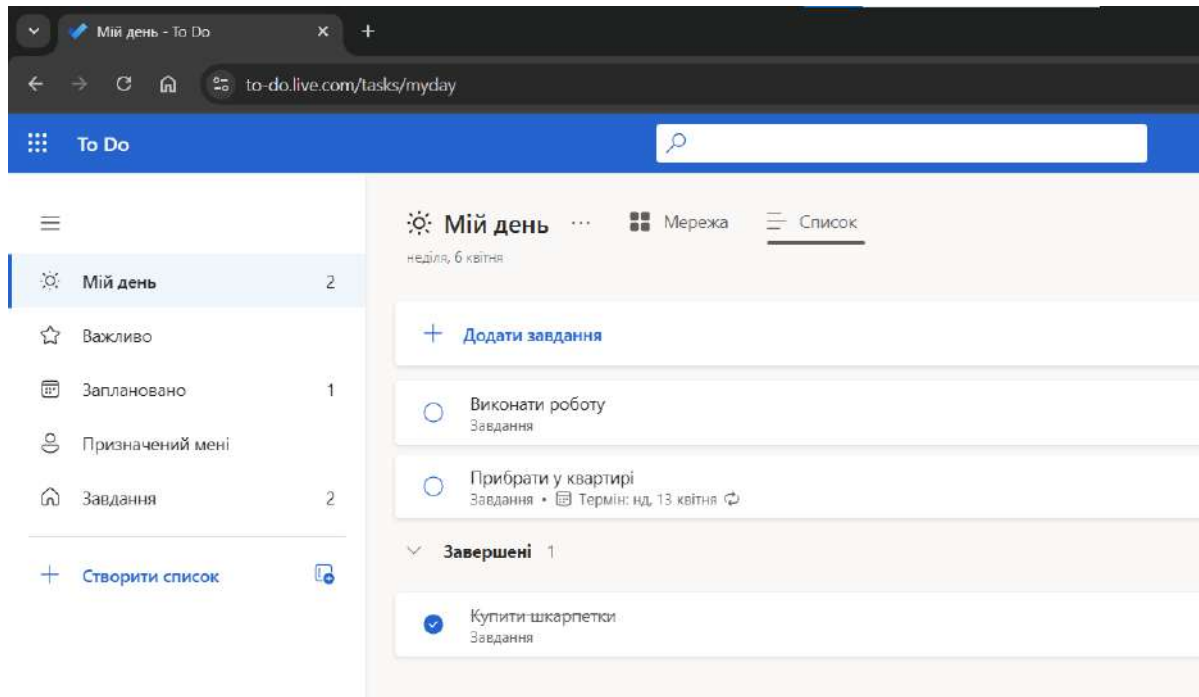 Мій день - To Do
to-do.live.com/tasks/myday
To Do
Мій день 2
Важливо
Заплановано 1
Призначений мені
Завдання 2
Створити список
Мій день ... Мережа Список
неділя, 6 квітня
Додати завдання
Виконати роботу
Завдання
Прибрати у квартирі
Завдання • Термін: нд, 13 квітня
Завершені 1
Купити шкарпетки
Завдання